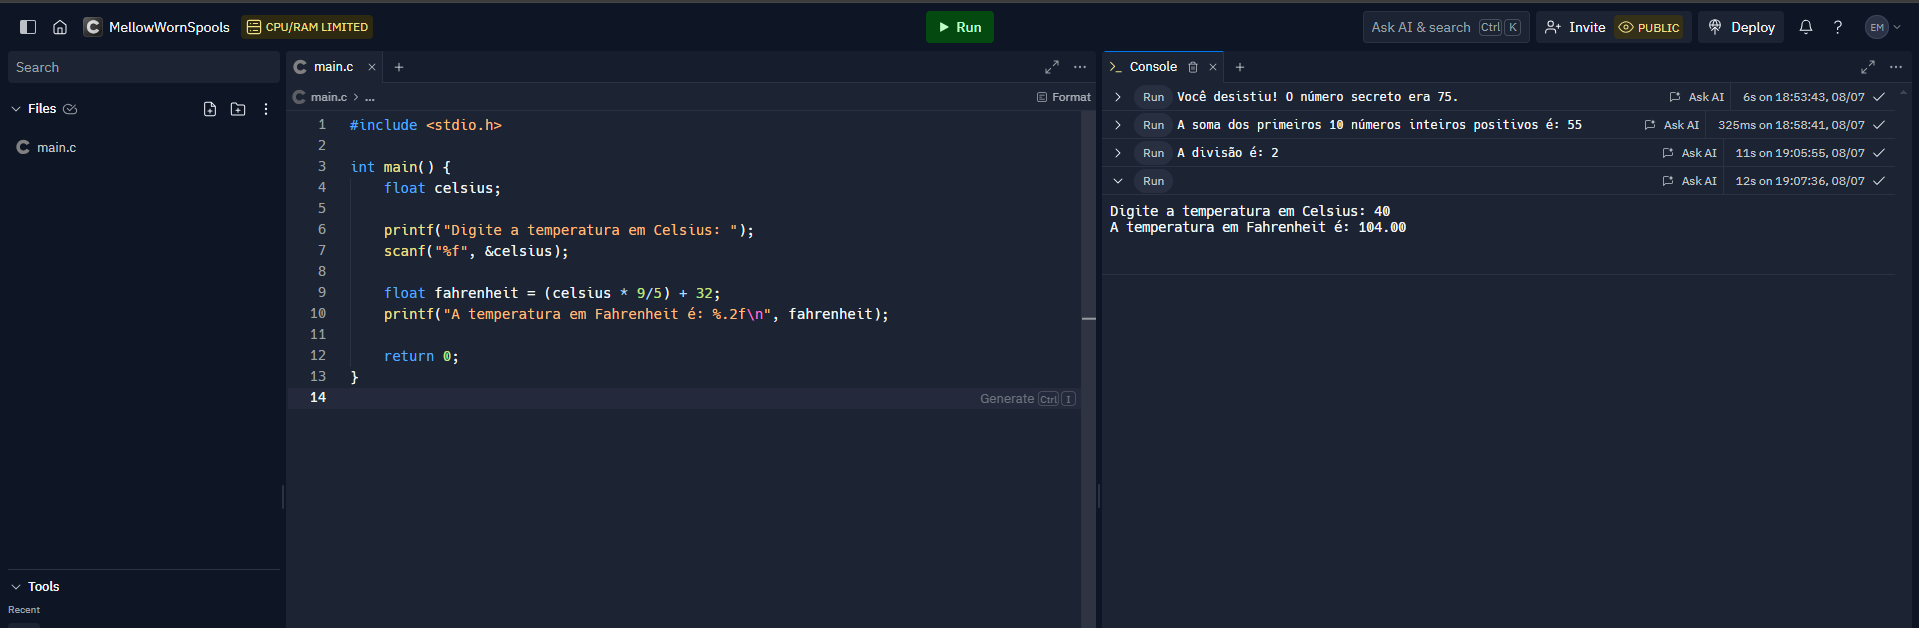 MellowWornSpools CPU/RAM LIMITED Run Ask AI & search Ctrl K Invite PUBLIC Deploy ? EM
Search
Files
main.c
Tools
Recent
main.c × +
main.c > ... Format
1 #include <stdio.h>
2
3 int main() {
4 float celsius;
5
6 printf("Digite a temperatura em Celsius: ");
7 scanf("%f", &celsius);
8
9 float fahrenheit = (celsius * 9/5) + 32;
10 printf("A temperatura em Fahrenheit é: %.2f\n", fahrenheit);
11
12 return 0;
13 }
14 Generate Ctrl I
Console × +
Run Você desistiu! O número secreto era 75. Ask AI 6s on 18:53:43, 08/07
Run A soma dos primeiros 10 números inteiros positivos é: 55 Ask AI 325ms on 18:58:41, 08/07
Run A divisão é: 2 Ask AI 11s on 19:05:55, 08/07
Run Ask AI 12s on 19:07:36, 08/07
Digite a temperatura em Celsius: 40
A temperatura em Fahrenheit é: 104.00